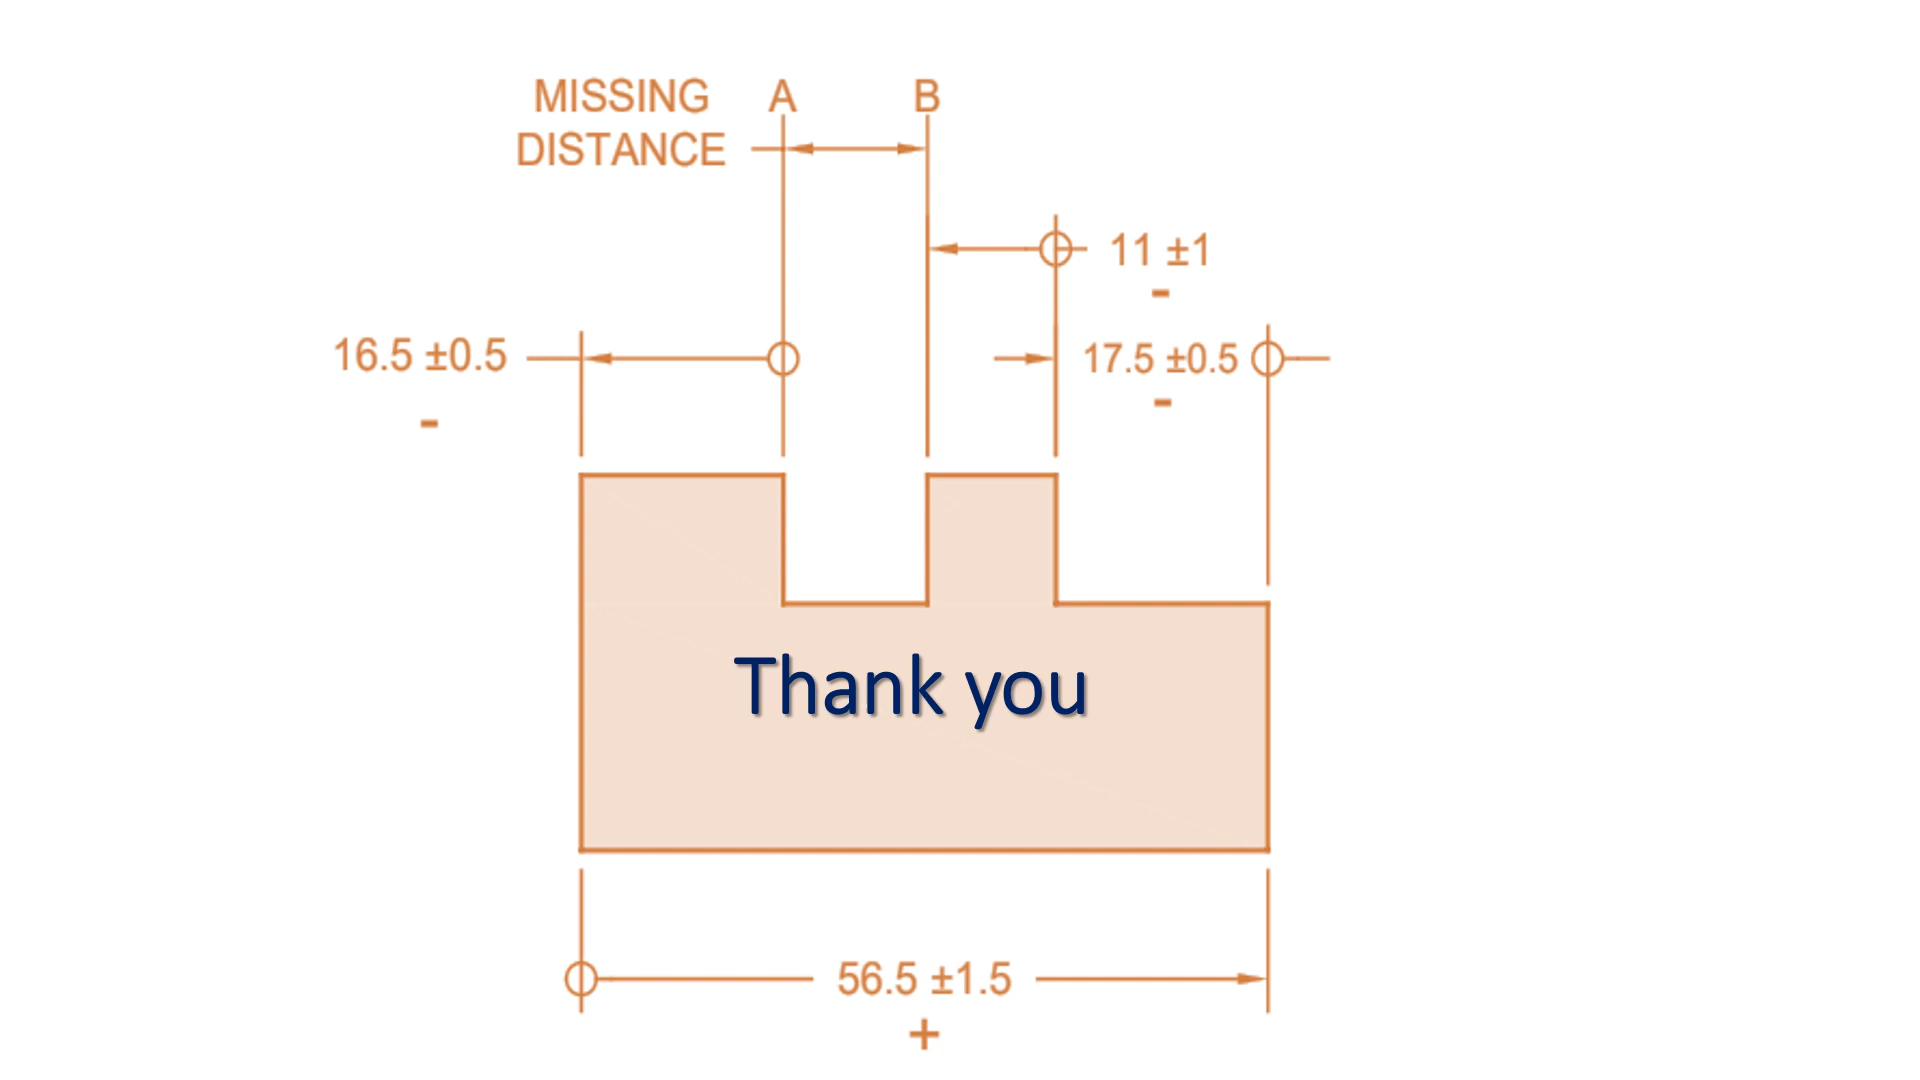 MISSING A B
DISTANCE
11 ±1
-
16.5 ±0.5
-
17.5 ±0.5
-
Thank you
56.5 ±1.5
+